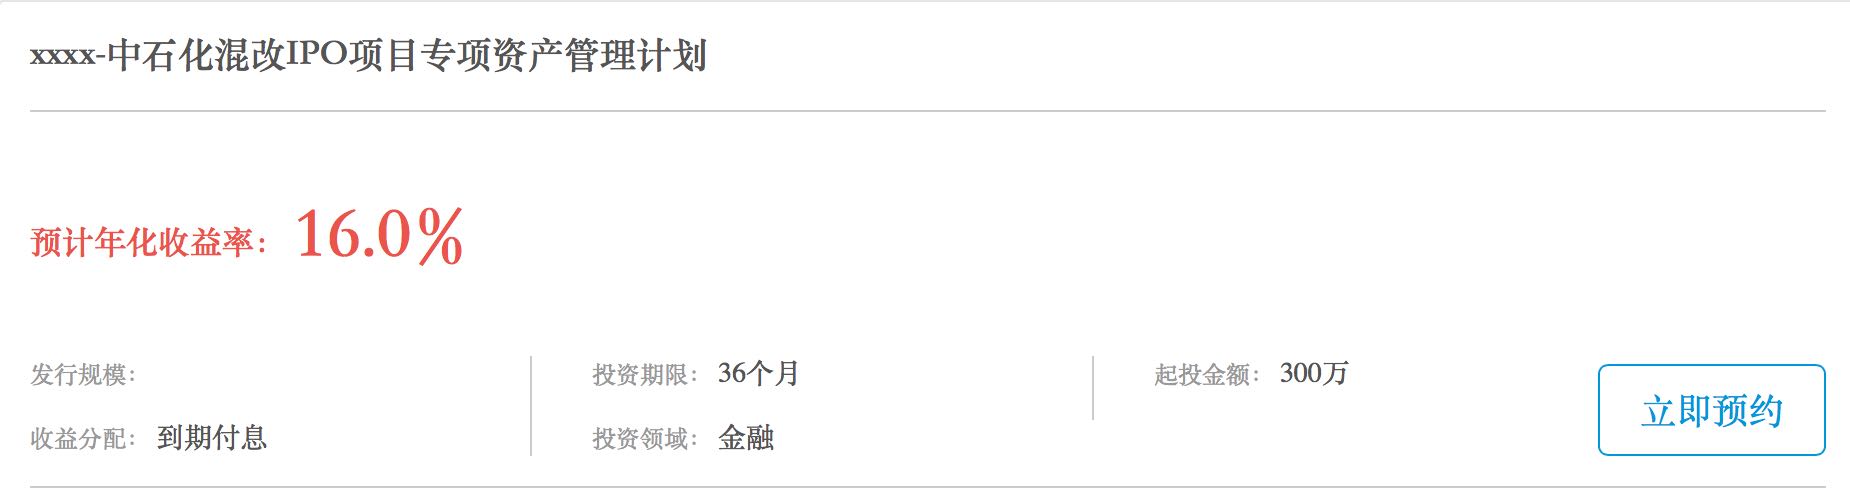 xxxx-中石化混改IPO项目专项资产管理计划
预计年化收益率： 16.0%
发行规模：
投资期限： 36个月
起投金额： 300万
收益分配： 到期付息
投资领域： 金融
立即预约